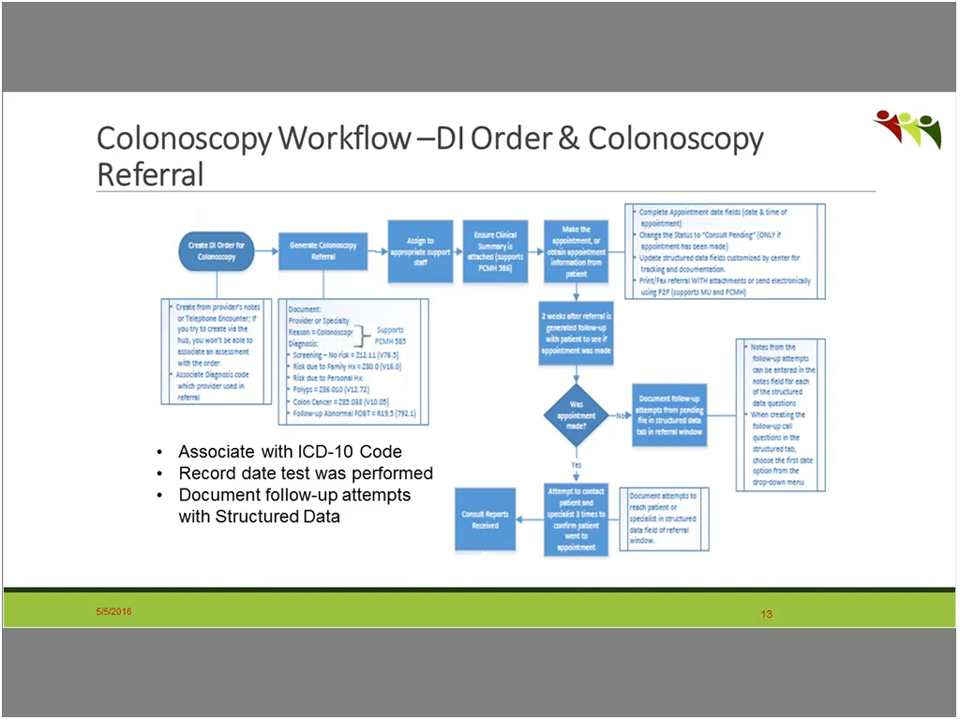 Colonoscopy Workflow –DI Order & Colonoscopy
Referral
Create DI Order for
Colonoscopy
Generate Colonoscopy
Referral
Assign to
appropriate support
staff
Ensure Clinical
Summary is
attached (supports
PCMH 5B6)
Make the
appointment, or
obtain appointment
information from
patient
• Complete Appointment date fields (date & time of
appointment)
• Change the Status to "Consult Pending" (ONLY if
appointment has been made)
• Update structured data fields customized by center for
tracking and documentation.
• Print/Fax referral WITH attachments or send electronically
using P2P (supports MU and PCMH)
• Create from provider's notes
or Telephone Encounter; If
you try to create via the
hub, you won't be able to
associate an assessment
with the order.
• Associate Diagnosis code
which provider used in
referral
Document:
Provider or Specialty
Reason = Colonoscopy
Diagnosis:
• Screening – No risk = Z12.11 (V76.5)
• Risk due to Family Hx = Z80.0 (V16.0)
• Risk due to Personal Hx:
• Polyps = Z86.010 (V12.72)
• Colon Cancer = Z85.038 (V10.05)
• Follow-up Abnormal FOBT = R19.5 (792.1)
Supports
PCMH 5B5
2 weeks after referral is
generated follow-up
with patient to see if
appointment was made
Was
appointment
made?
No
Document follow-up
attempts from pending
file in structured data
tab in referral window
• Notes from the
follow-up attempts
can be entered in the
notes field for each of
the structured
data questions
• When creating the
follow-up call
questions in the
structured tab,
choose the first date
option from the
drop-down menu
Yes
Attempt to contact
patient and
specialist 3 times to
confirm patient
went to
appointment
Document attempts to
reach patient or
specialist in structured
data field of referral
window.
Consult Reports
Received
• Associate with ICD-10 Code
• Record date test was performed
• Document follow-up attempts
with Structured Data
5/5/2016
13